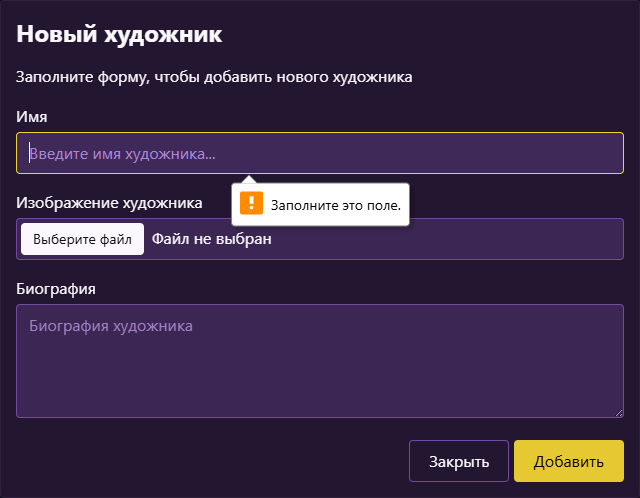 Новый художник
Заполните форму, чтобы добавить нового художника
Имя
Введите имя художника...
Заполните это поле.
Изображение художника
Выберите файл Файл не выбран
Биография
Биография художника
Закрыть Добавить